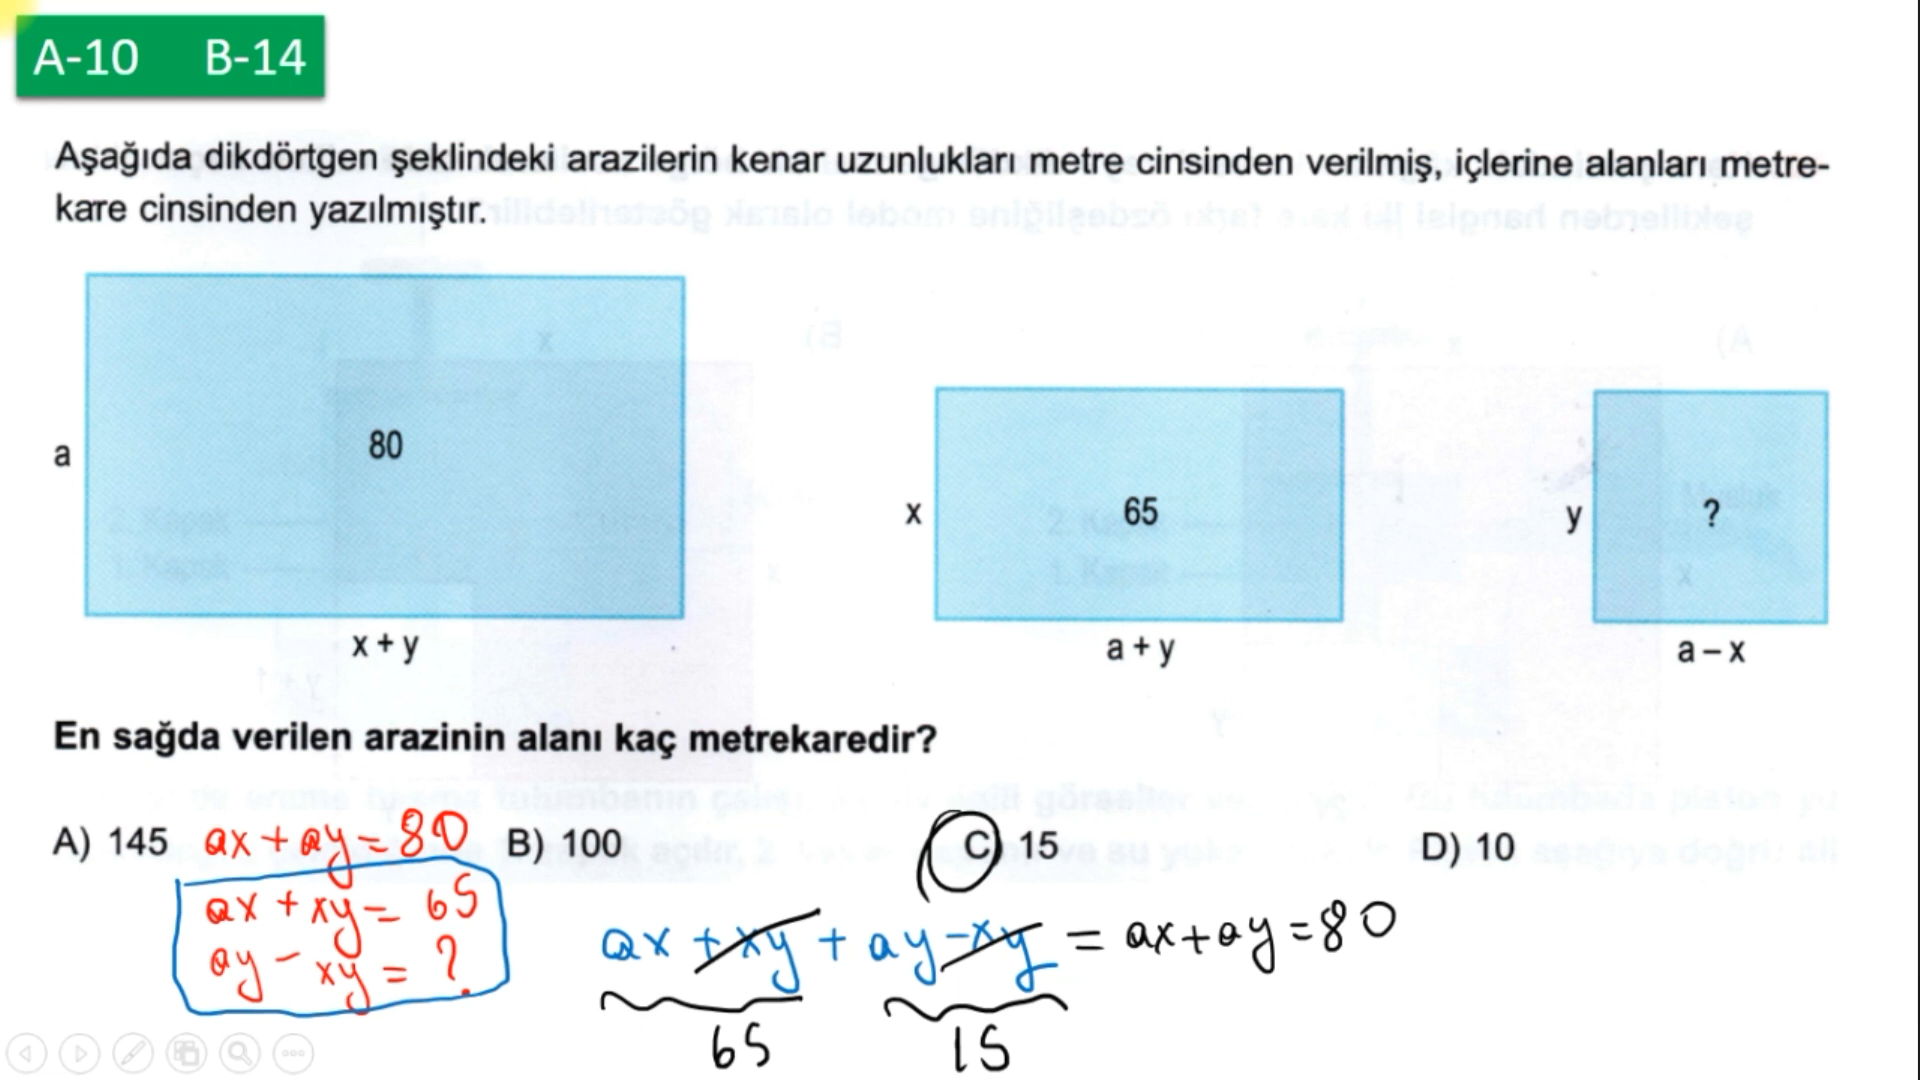 A-10 B-14
Aşağıda dikdörtgen şeklindeki arazilerin kenar uzunlukları metre cinsinden verilmiş, içlerine alanları metre-
kare cinsinden yazılmıştır.
a 80
x + y
x 65
a + y
y ?
a – x
En sağda verilen arazinin alanı kaç metrekaredir?
A) 145 B) 100 C) 15 D) 10
ax + ay = 80
ax + xy = 65
ay - xy = ?
ax + xy + ay - xy = ax + ay = 80
65 15